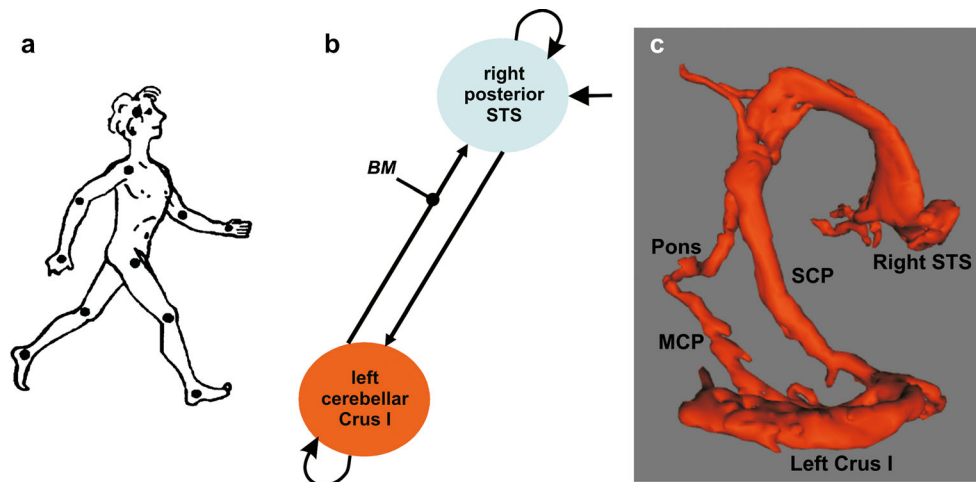 a
b
right
posterior
STS
BM
left
cerebellar
Crus I
c
Pons
SCP
Right STS
MCP
Left Crus I